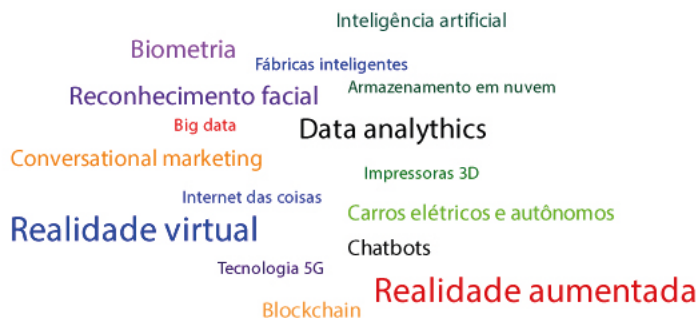 Inteligência artificial
Biometria
Fábricas inteligentes
Reconhecimento facial
Armazenamento em nuvem
Big data
Data analythics
Conversational marketing
Impressoras 3D
Internet das coisas
Carros elétricos e autônomos
Realidade virtual
Chatbots
Tecnologia 5G
Realidade aumentada
Blockchain